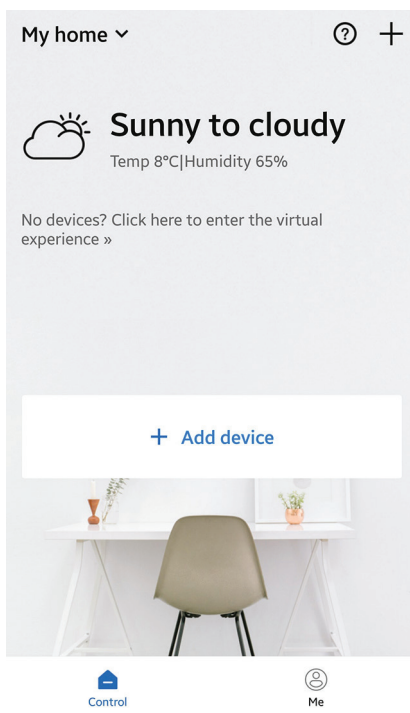 My home
Sunny to cloudy
Temp 8°C|Humidity 65%
No devices? Click here to enter the virtual
experience »
+ Add device
Control
Me